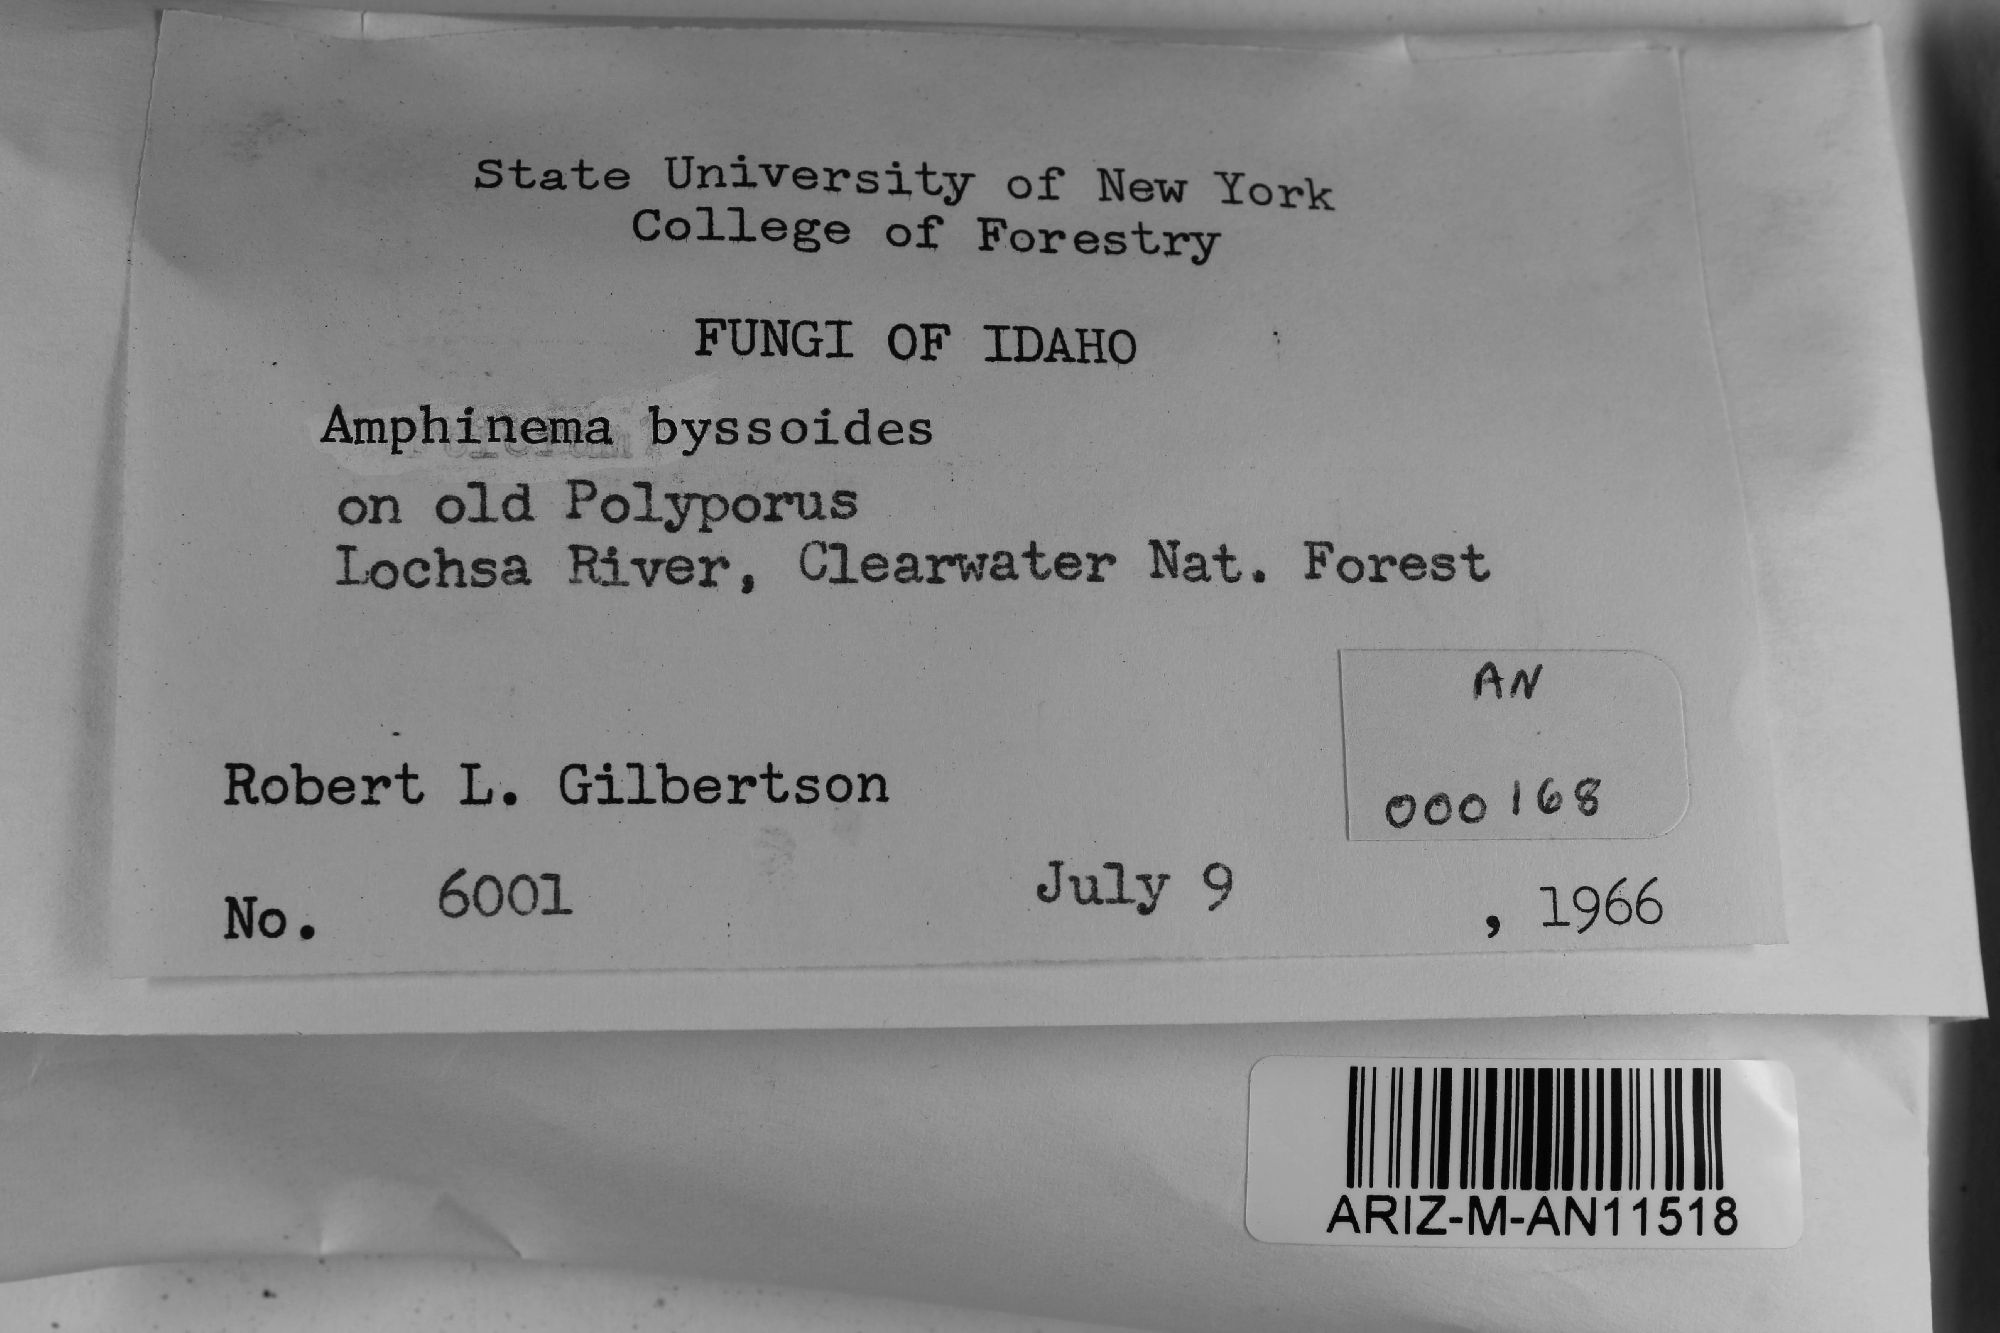 State University of New York
College of Forestry
FUNGI OF IDAHO
Amphinema byssoides
on old Polyporus
Lochsa River, Clearwater Nat. Forest
AN
000168
Robert L. Gilbertson
No. 6001 July 9, 1966
ARIZ-M-AN11518